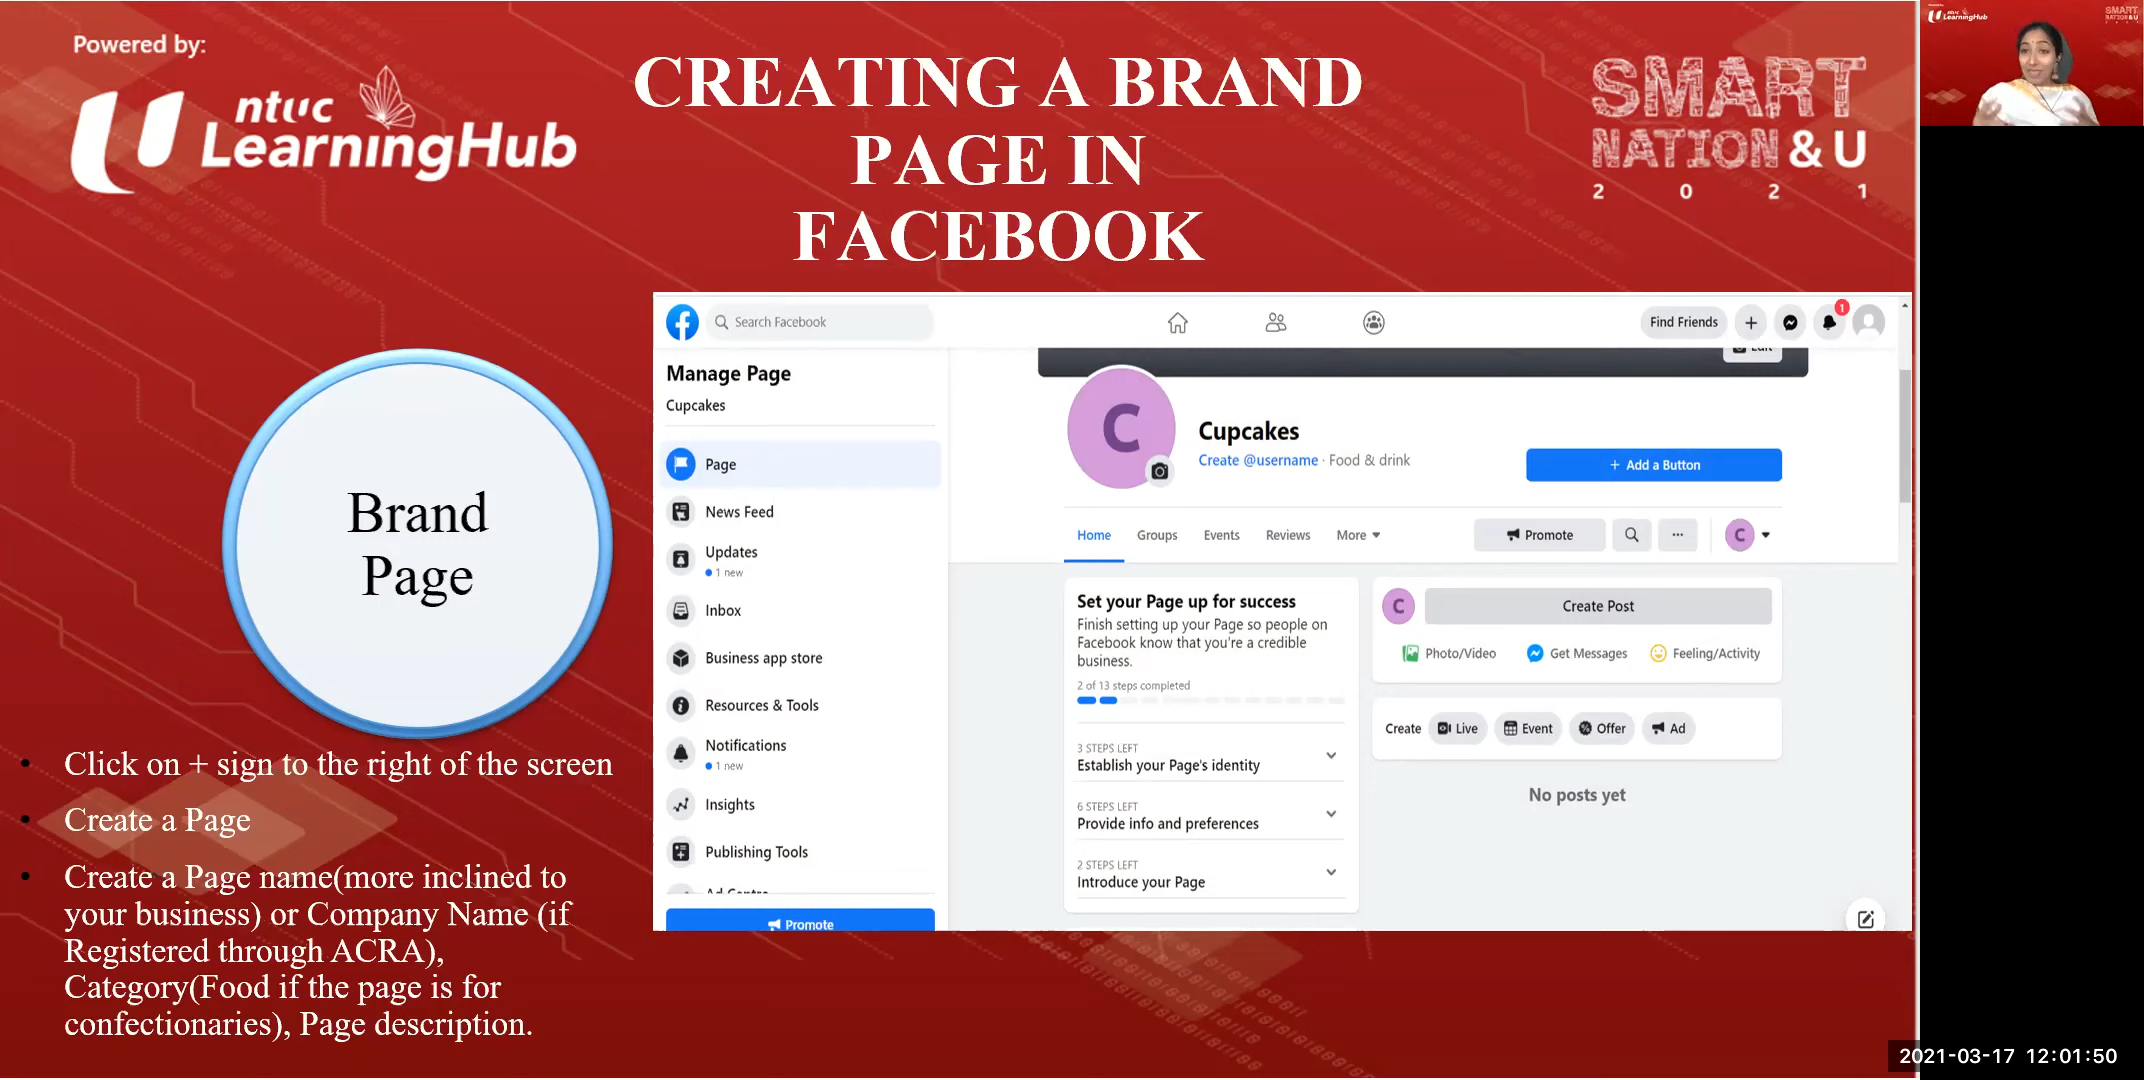 Powered by:
ntuc
LearningHub
CREATING A BRAND
PAGE IN
FACEBOOK
SMART
NATION & U
2 0 2 1
Brand
Page
• Click on + sign to the right of the screen
• Create a Page
• Create a Page name(more inclined to
your business) or Company Name (if
Registered through ACRA),
Category(Food if the page is for
confectionaries), Page description.
Search Facebook
Find Friends
1
Manage Page
Cupcakes
Page
News Feed
Updates
1 new
Inbox
Business app store
Resources & Tools
Notifications
1 new
Insights
Publishing Tools
Ad Centre
Promote
Edit
C
Cupcakes
Create @username · Food & drink
+ Add a Button
Home Groups Events Reviews More
Promote
...
C
Set your Page up for success
Finish setting up your Page so people on
Facebook know that you're a credible
business.
2 of 13 steps completed
3 STEPS LEFT
Establish your Page's identity
6 STEPS LEFT
Provide info and preferences
2 STEPS LEFT
Introduce your Page
C
Create Post
Photo/Video Get Messages Feeling/Activity
Create Live Event Offer Ad
No posts yet
ntuc
LearningHub
SMART
NATION & U
2021-03-17 12:01:50